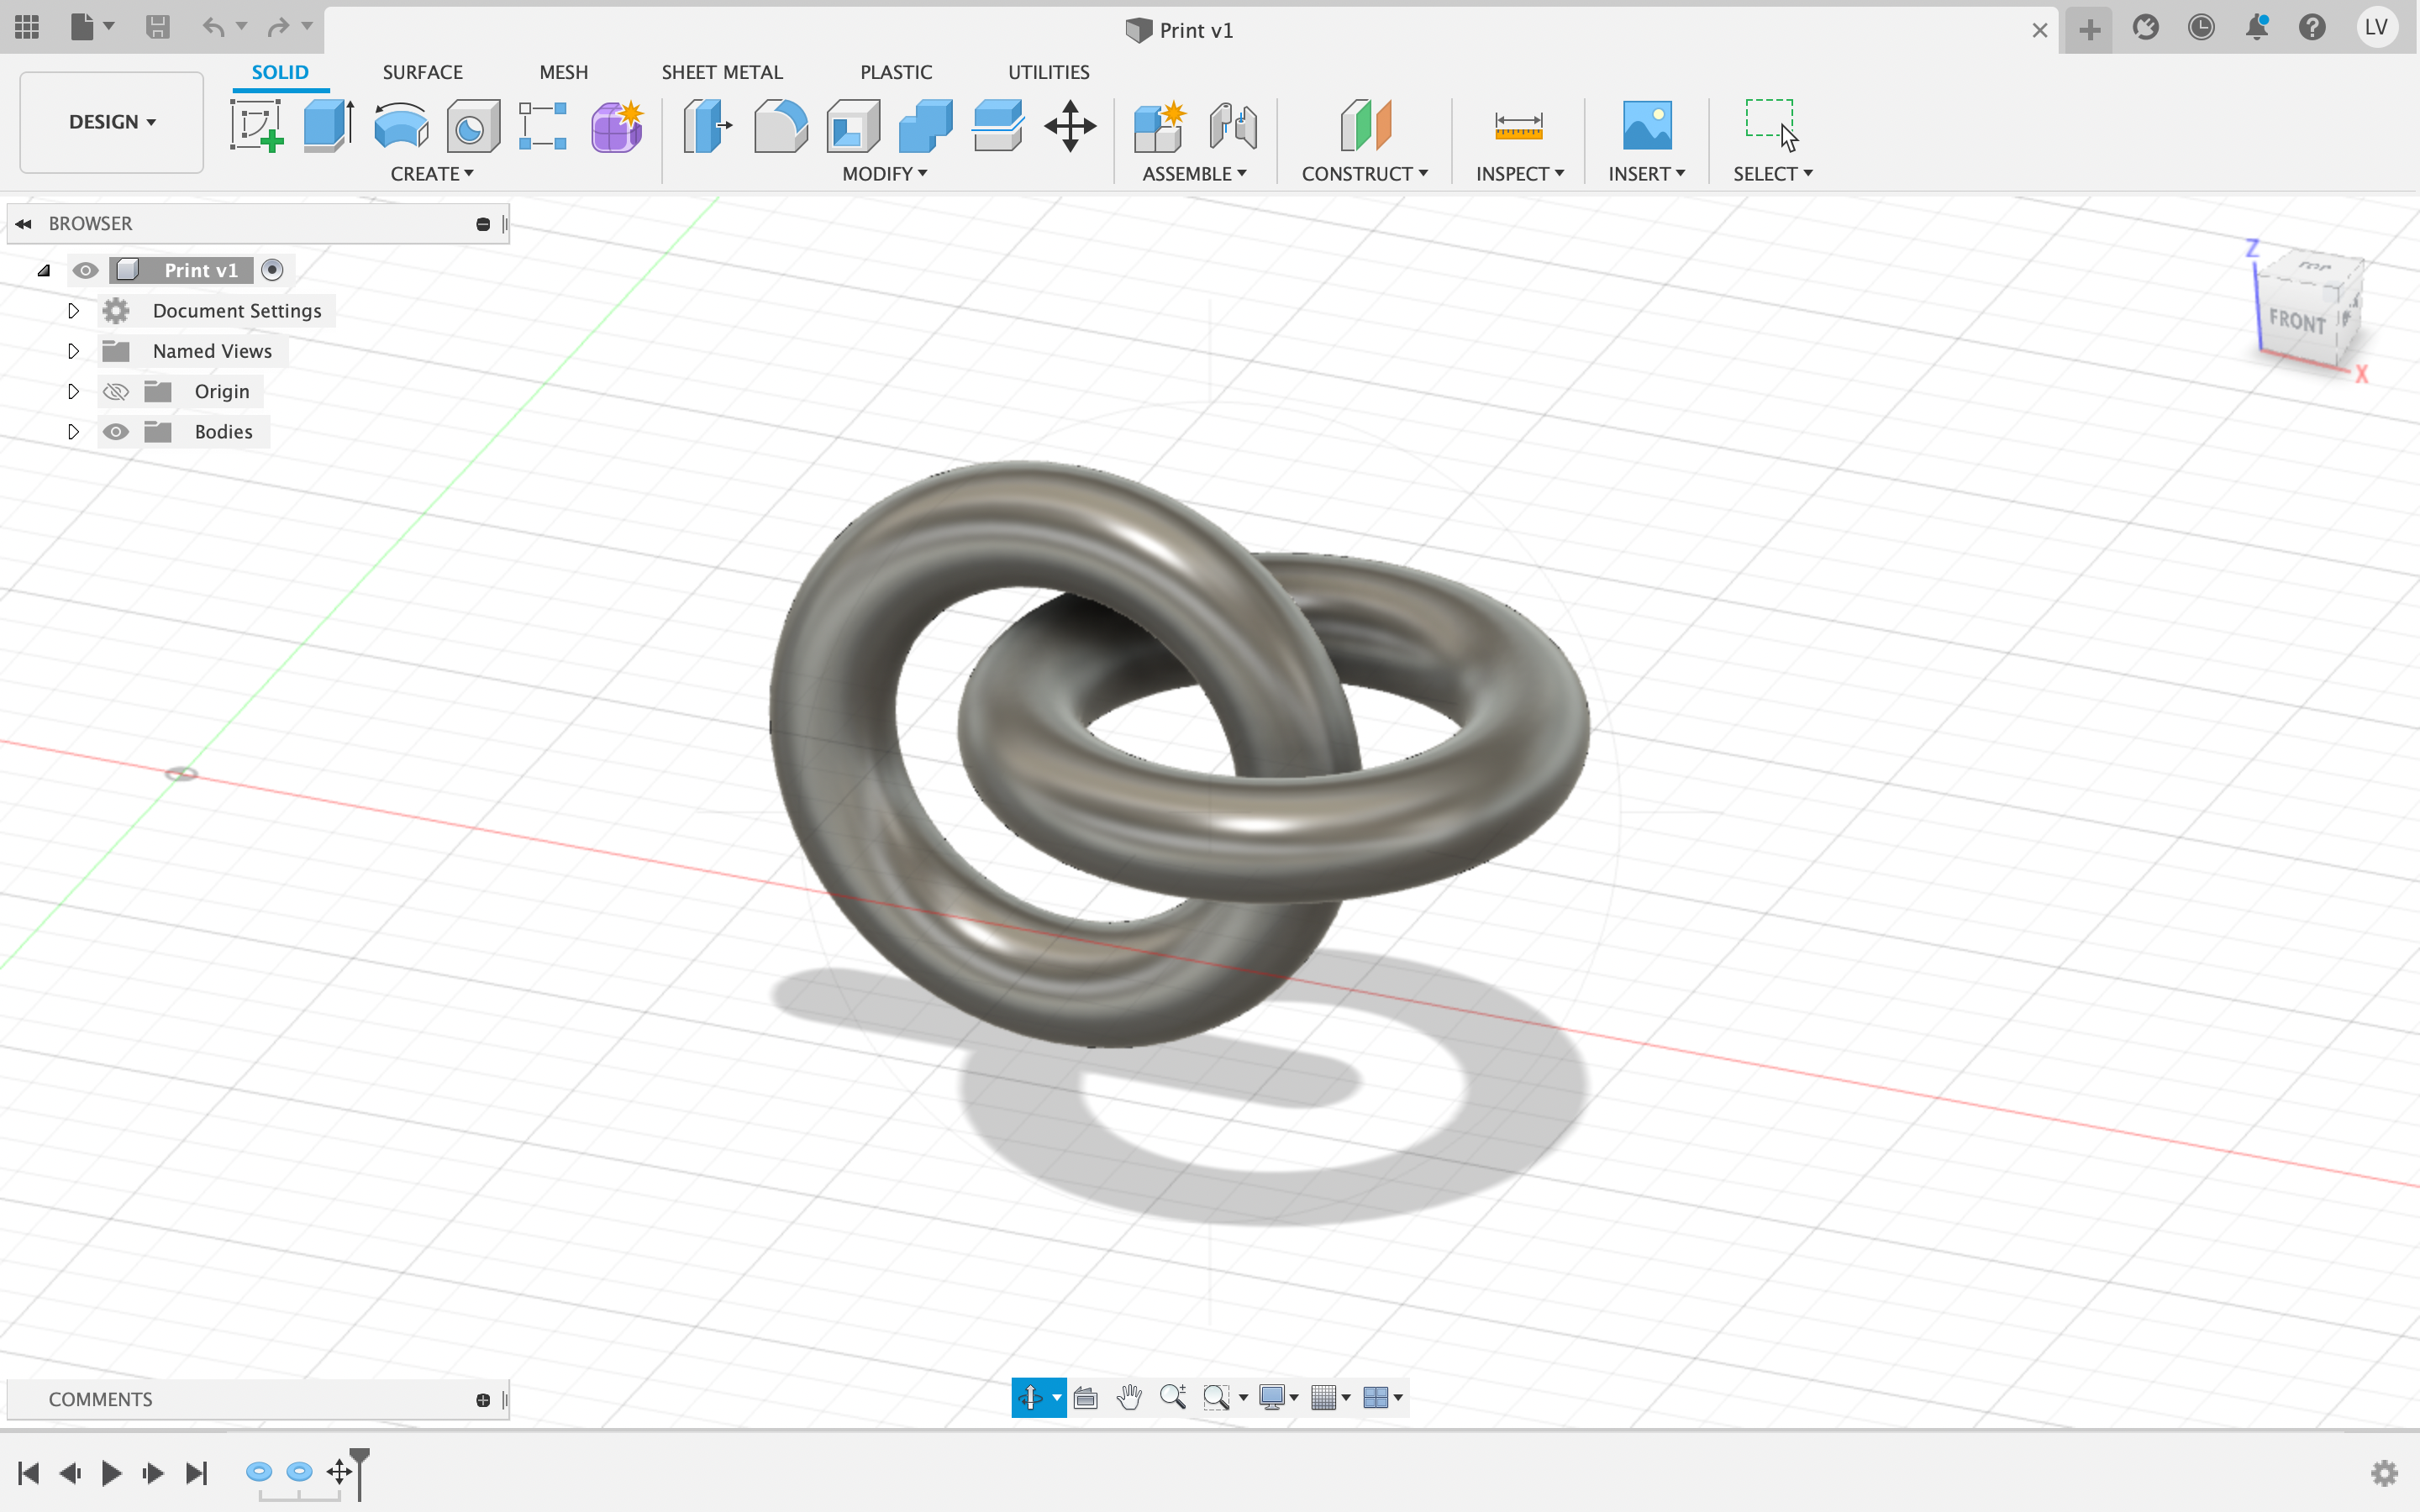 Print v1
LV
SOLID SURFACE MESH SHEET METAL PLASTIC UTILITIES
DESIGN
CREATE MODIFY ASSEMBLE CONSTRUCT INSPECT INSERT SELECT
BROWSER
Print v1
Document Settings
Named Views
Origin
Bodies
Z
TOP
FRONT
X
COMMENTS